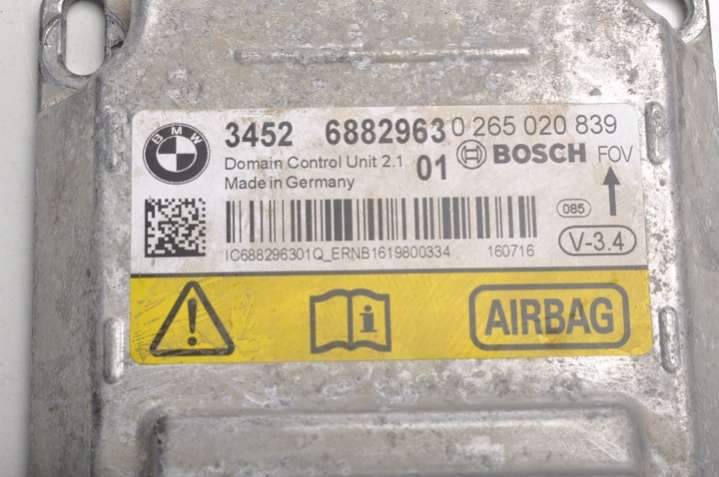 BMW
3452 6882963 0 265 020 839
Domain Control Unit 2.1 01 BOSCH FOV
Made in Germany
085
V-3.4
IC688296301Q_ERNB1619800334 160716
AIRBAG